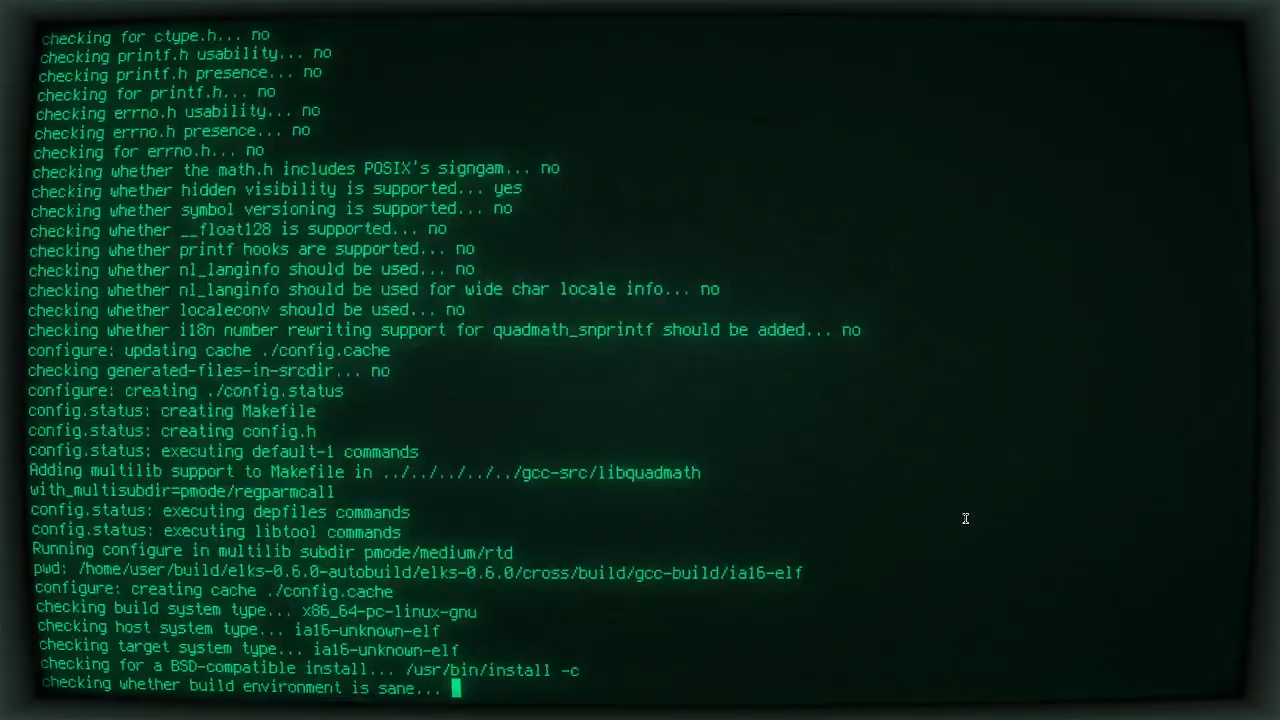 checking for ctype.h... no
checking printf.h usability... no
checking printf.h presence... no
checking for printf.h... no
checking errno.h usability... no
checking errno.h presence... no
checking for errno.h... no
checking whether the math.h includes POSIX's signgam... no
checking whether hidden visibility is supported... yes
checking whether symbol versioning is supported... no
checking whether __float128 is supported... no
checking whether printf hooks are supported... no
checking whether nl_langinfo should be used... no
checking whether nl_langinfo should be used for wide char locale info... no
checking whether localeconv should be used... no
checking whether i18n number rewriting support for quadmath_snprintf should be added... no
configure: updating cache ./config.cache
checking generated-files-in-srcdir... no
configure: creating ./config.status
config.status: creating Makefile
config.status: creating config.h
config.status: executing default-1 commands
Adding multilib support to Makefile in ../../../../../gcc-src/libquadmath
with_multisubdir=pmode/regparmcall
config.status: executing depfiles commands
config.status: executing libtool commands
Running configure in multilib subdir pmode/medium/rtd
pwd: /home/user/build/elks-0.6.0-autobuild/elks-0.6.0/cross/build/gcc-build/ia16-elf
configure: creating cache ./config.cache
checking build system type... x86_64-pc-linux-gnu
checking host system type... ia16-unknown-elf
checking target system type... ia16-unknown-elf
checking for a BSD-compatible install... /usr/bin/install -c
checking whether build environment is sane...